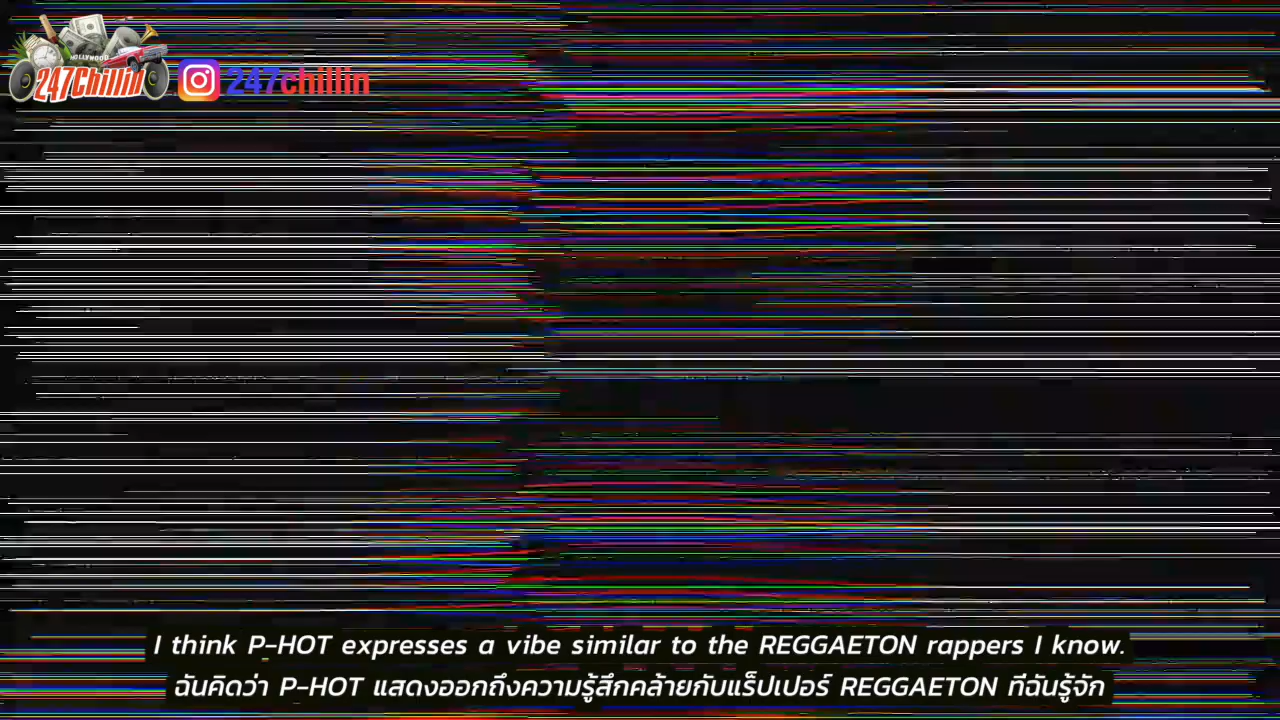 HOLLYWOOD
247Chillin
247chillin
I think P-HOT expresses a vibe similar to the REGGAETON rappers I know.
ฉันคิดว่า P-HOT แสดงออกถึงความรู้สึกคล้ายกับแร็ปเปอร์ REGGAETON ทีฉันรู้จัก